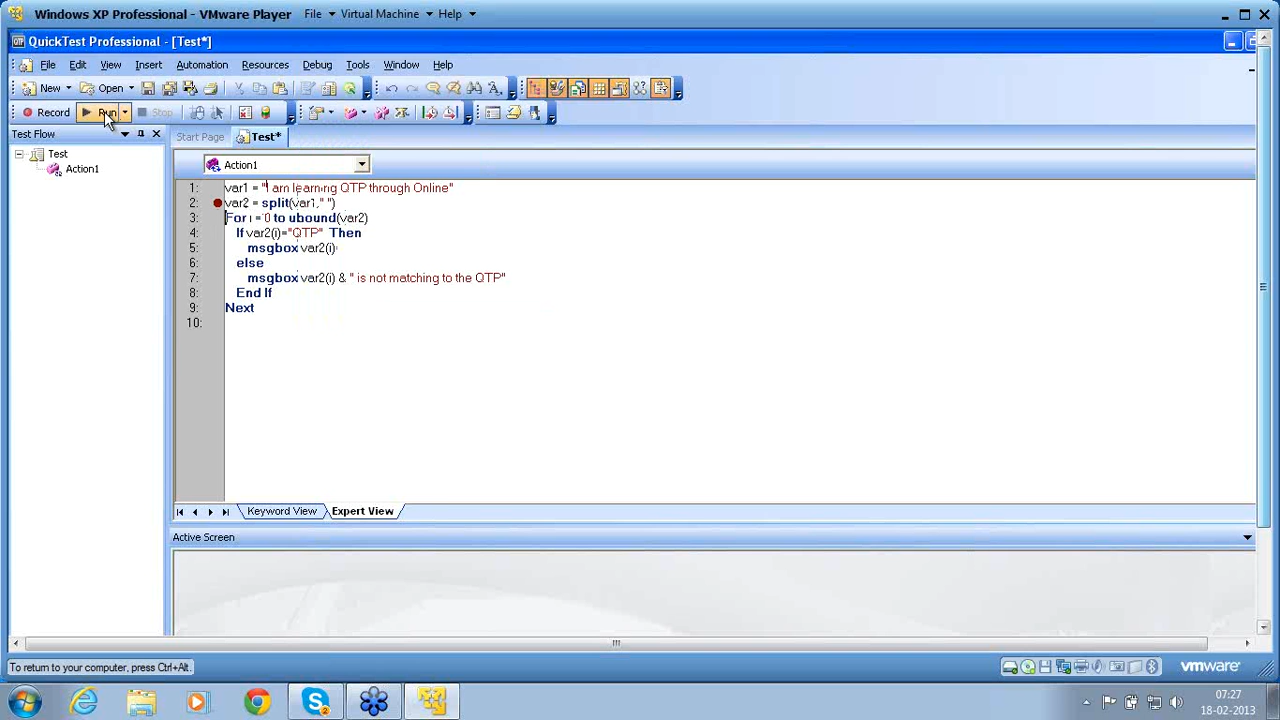 Windows XP Professional - VMware Player File Virtual Machine Help
QuickTest Professional - [Test*]
File Edit View Insert Automation Resources Debug Tools Window Help
New Open
Record Run Stop
Test Flow
Start Page Test*
Test
Action1
Action1
1: var1 = "I am learning QTP through Online"
2: var2 = split(var1," ")
3: For i = 0 to ubound(var2)
4: If var2(i)="QTP" Then
5: msgbox var2(i)
6: else
7: msgbox var2(i) & " is not matching to the QTP"
8: End If
9: Next
10:
Keyword View Expert View
Active Screen
To return to your computer, press Ctrl+Alt.
vmware
07:27
18-02-2013